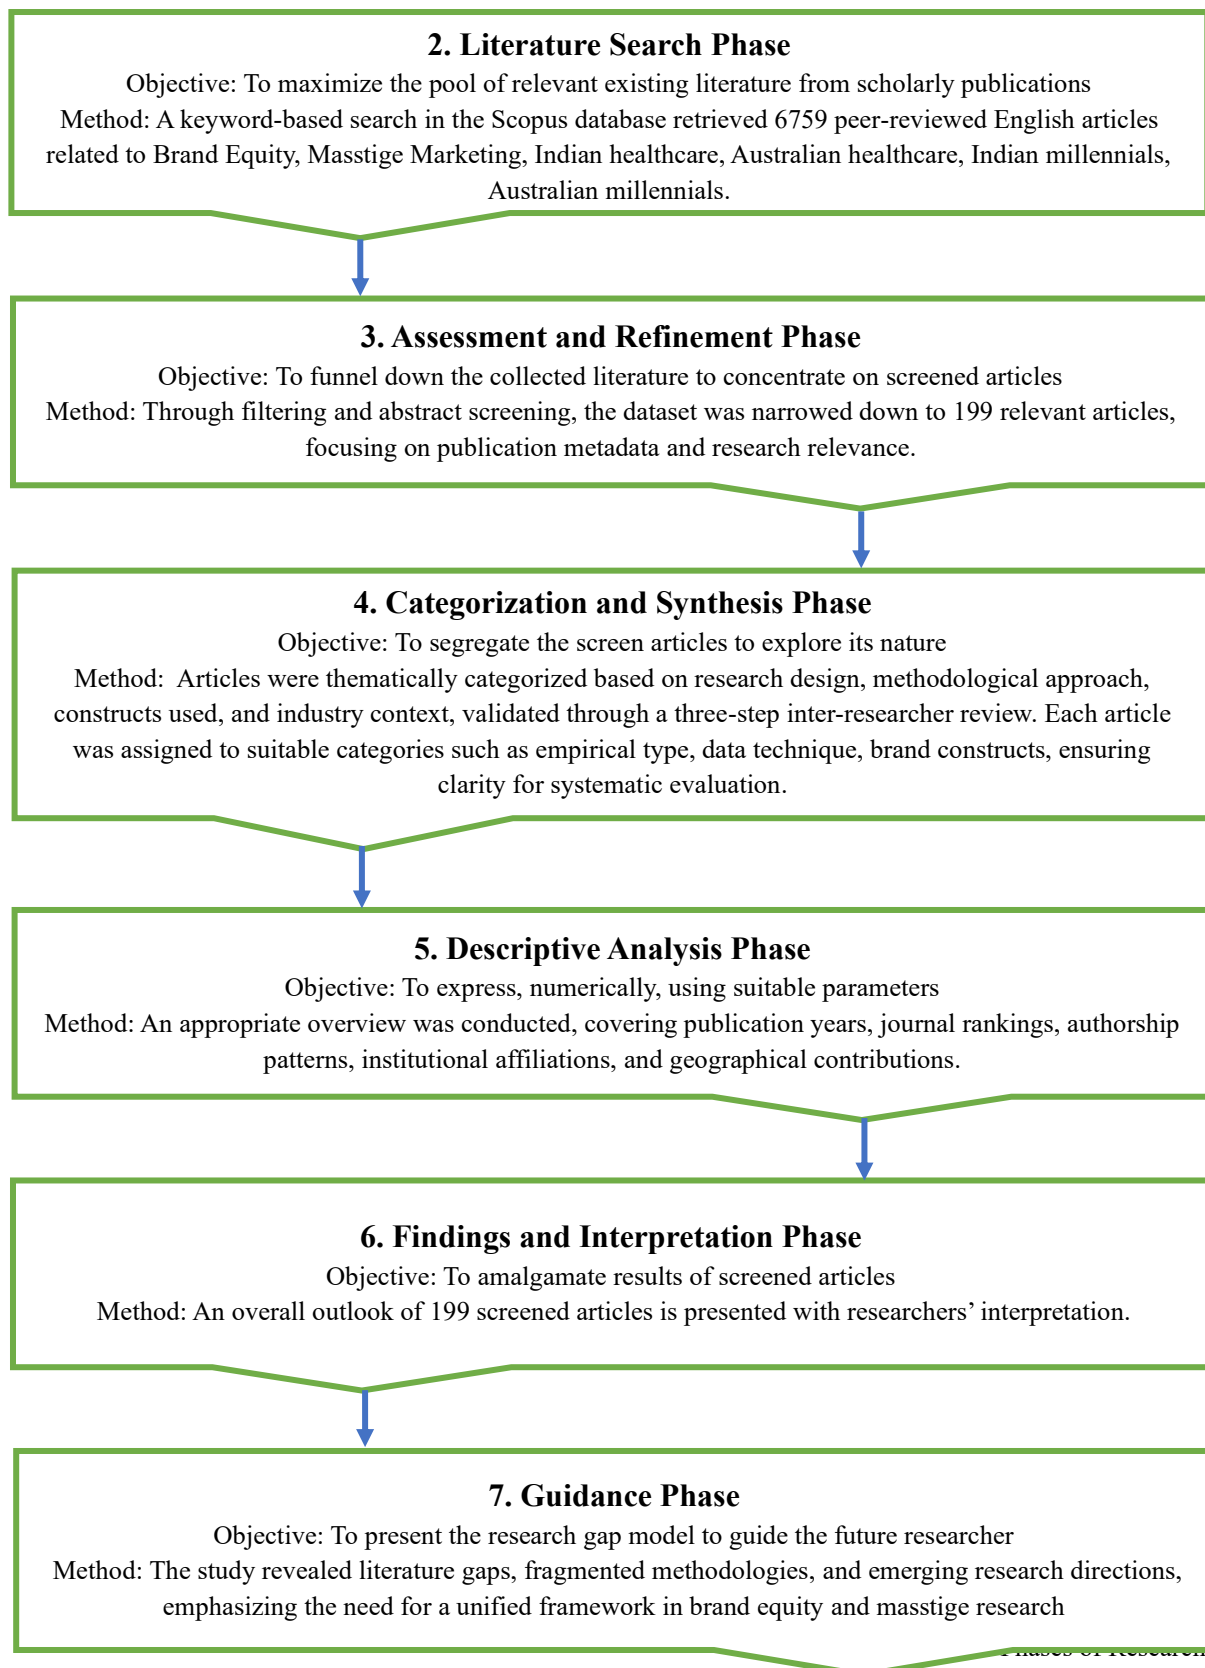 2. Literature Search Phase
Objective: To maximize the pool of relevant existing literature from scholarly publications
Method: A keyword-based search in the Scopus database retrieved 6759 peer-reviewed English articles
related to Brand Equity, Masstige Marketing, Indian healthcare, Australian healthcare, Indian millennials,
Australian millennials.
3. Assessment and Refinement Phase
Objective: To funnel down the collected literature to concentrate on screened articles
Method: Through filtering and abstract screening, the dataset was narrowed down to 199 relevant articles,
focusing on publication metadata and research relevance.
4. Categorization and Synthesis Phase
Objective: To segregate the screen articles to explore its nature
Method:  Articles were thematically categorized based on research design, methodological approach,
constructs used, and industry context, validated through a three-step inter-researcher review. Each article
was assigned to suitable categories such as empirical type, data technique, brand constructs, ensuring
clarity for systematic evaluation.
5. Descriptive Analysis Phase
Objective: To express, numerically, using suitable parameters
Method: An appropriate overview was conducted, covering publication years, journal rankings, authorship
patterns, institutional affiliations, and geographical contributions.
6. Findings and Interpretation Phase
Objective: To amalgamate results of screened articles
Method: An overall outlook of 199 screened articles is presented with researchers’ interpretation.
7. Guidance Phase
Objective: To present the research gap model to guide the future researcher
Method: The study revealed literature gaps, fragmented methodologies, and emerging research directions,
emphasizing the need for a unified framework in brand equity and masstige research
Phases of Research